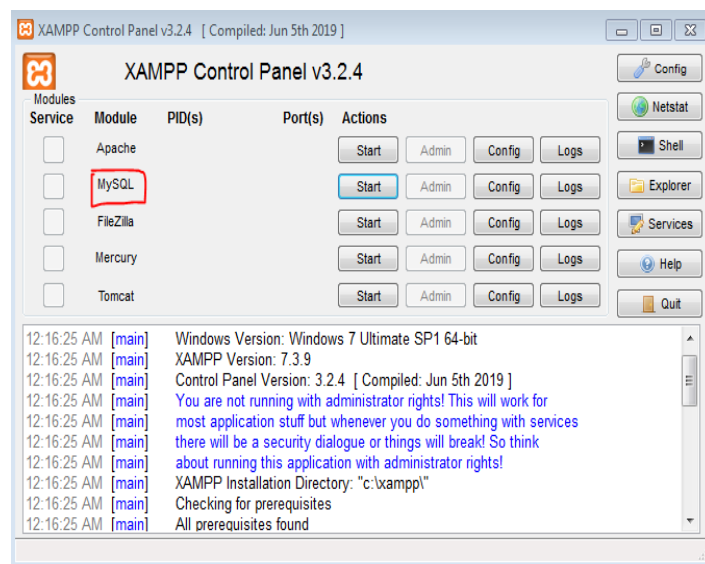 XAMPP Control Panel v3.2.4 [ Compiled: Jun 5th 2019 ]
XAMPP Control Panel v3.2.4
Config
Modules
Service Module PID(s) Port(s) Actions
Netstat
Apache Start Admin Config Logs
Shell
MySQL Start Admin Config Logs
Explorer
FileZilla Start Admin Config Logs
Services
Mercury Start Admin Config Logs
Help
Tomcat Start Admin Config Logs
Quit
12:16:25 AM [main] Windows Version: Windows 7 Ultimate SP1 64-bit
12:16:25 AM [main] XAMPP Version: 7.3.9
12:16:25 AM [main] Control Panel Version: 3.2.4 [ Compiled: Jun 5th 2019 ]
12:16:25 AM [main] You are not running with administrator rights! This will work for
12:16:25 AM [main] most application stuff but whenever you do something with services
12:16:25 AM [main] there will be a security dialogue or things will break! So think
12:16:25 AM [main] about running this application with administrator rights!
12:16:25 AM [main] XAMPP Installation Directory: "c:\xampp\"
12:16:25 AM [main] Checking for prerequisites
12:16:25 AM [main] All prerequisites found